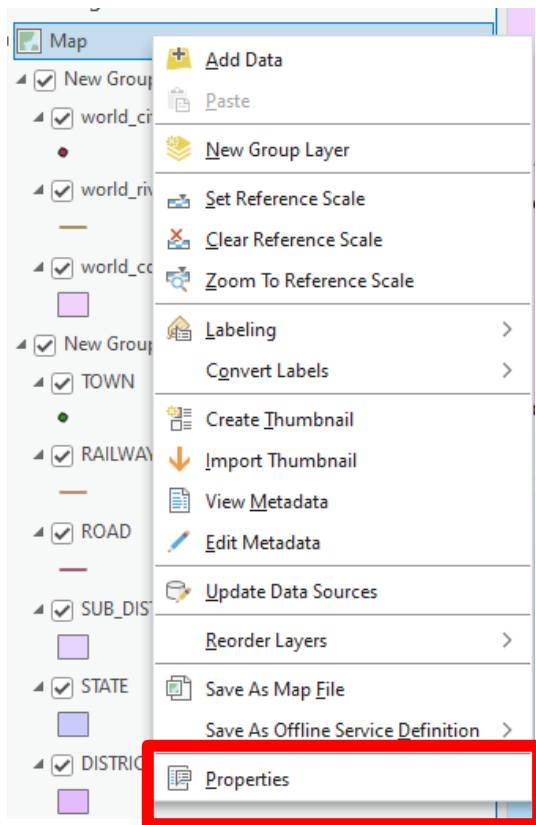 Map
New Group
world_ci
world_riv
world_co
New Group
TOWN
RAILWAY
ROAD
SUB_DIS
STATE
DISTRIC
Add Data
Paste
New Group Layer
Set Reference Scale
Clear Reference Scale
Zoom To Reference Scale
Labeling
Convert Labels
Create Thumbnail
Import Thumbnail
View Metadata
Edit Metadata
Update Data Sources
Reorder Layers
Save As Map File
Save As Offline Service Definition
Properties